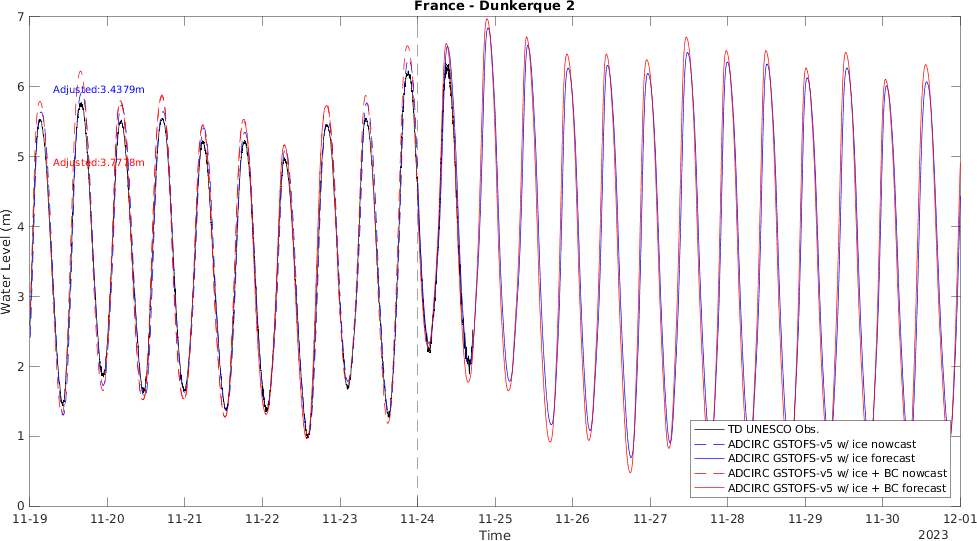 France - Dunkerque 2
7
6
5
4
3
2
1
0
Water Level (m)
Adjusted:3.4379m
Adjusted:3.7718m
TD UNESCO Obs.
ADCIRC GSTOFS-v5 w/ ice nowcast
ADCIRC GSTOFS-v5 w/ ice forecast
ADCIRC GSTOFS-v5 w/ ice + BC nowcast
ADCIRC GSTOFS-v5 w/ ice + BC forecast
11-19 11-20 11-21 11-22 11-23 11-24 11-25 11-26 11-27 11-28 11-29 11-30 12-01
Time
2023